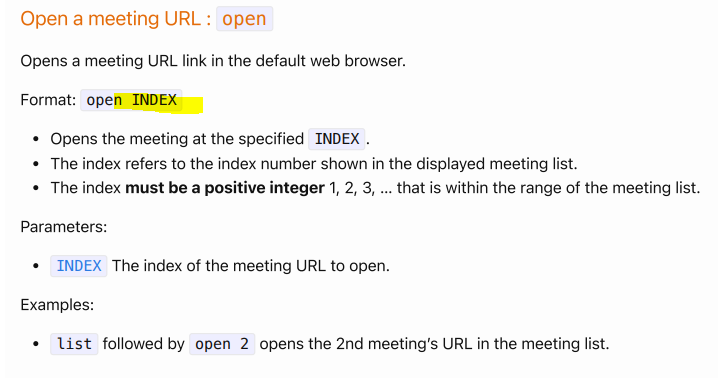 Open a meeting URL : open
Opens a meeting URL link in the default web browser.
Format: open INDEX
• Opens the meeting at the specified INDEX.
• The index refers to the index number shown in the displayed meeting list.
• The index must be a positive integer 1, 2, 3, … that is within the range of the meeting list.
Parameters:
• INDEX The index of the meeting URL to open.
Examples:
• list followed by open 2 opens the 2nd meeting’s URL in the meeting list.